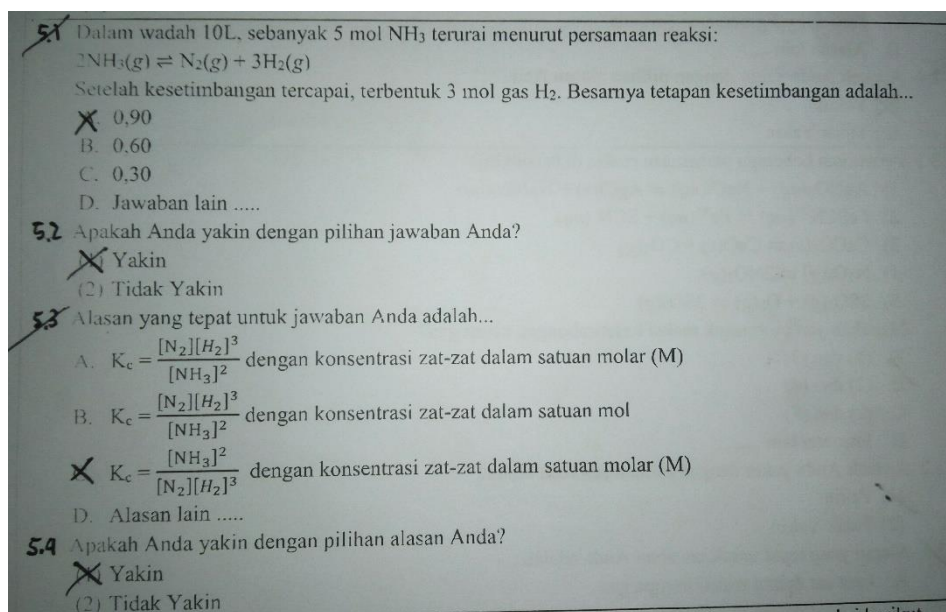 5.1 Dalam wadah 10L, sebanyak 5 mol NH₃ terurai menurut persamaan reaksi:
2NH₃(g) ⇌ N₂(g) + 3H₂(g)
Setelah kesetimbangan tercapai, terbentuk 3 mol gas H₂. Besarnya tetapan kesetimbangan adalah...
0,90
B. 0,60
C. 0,30
D. Jawaban lain .....
5.2 Apakah Anda yakin dengan pilihan jawaban Anda?
Yakin
(2) Tidak Yakin
5.3 Alasan yang tepat untuk jawaban Anda adalah...
A. K_c = [N₂][H₂]³ / [NH₃]² dengan konsentrasi zat-zat dalam satuan molar (M)
B. K_c = [N₂][H₂]³ / [NH₃]² dengan konsentrasi zat-zat dalam satuan mol
K_c = [NH₃]² / [N₂][H₂]³ dengan konsentrasi zat-zat dalam satuan molar (M)
D. Alasan lain .....
5.4 Apakah Anda yakin dengan pilihan alasan Anda?
Yakin
(2) Tidak Yakin